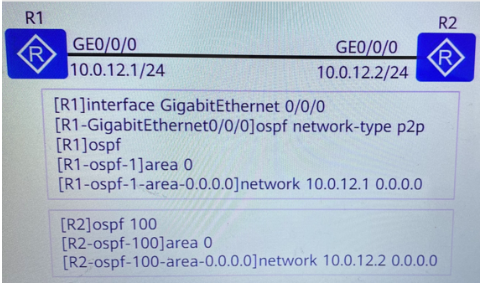 R1
R2
GE0/0/0
GE0/0/0
R
R
10.0.12.1/24
10.0.12.2/24
[R1]interface GigabitEthernet 0/0/0
[R1-GigabitEthernet0/0/0]ospf network-type p2p
[R1]ospf
[R1-ospf-1]area 0
[R1-ospf-1-area-0.0.0.0]network 10.0.12.1 0.0.0.0
[R2]ospf 100
[R2-ospf-100]area 0
[R2-ospf-100-area-0.0.0.0]network 10.0.12.2 0.0.0.0